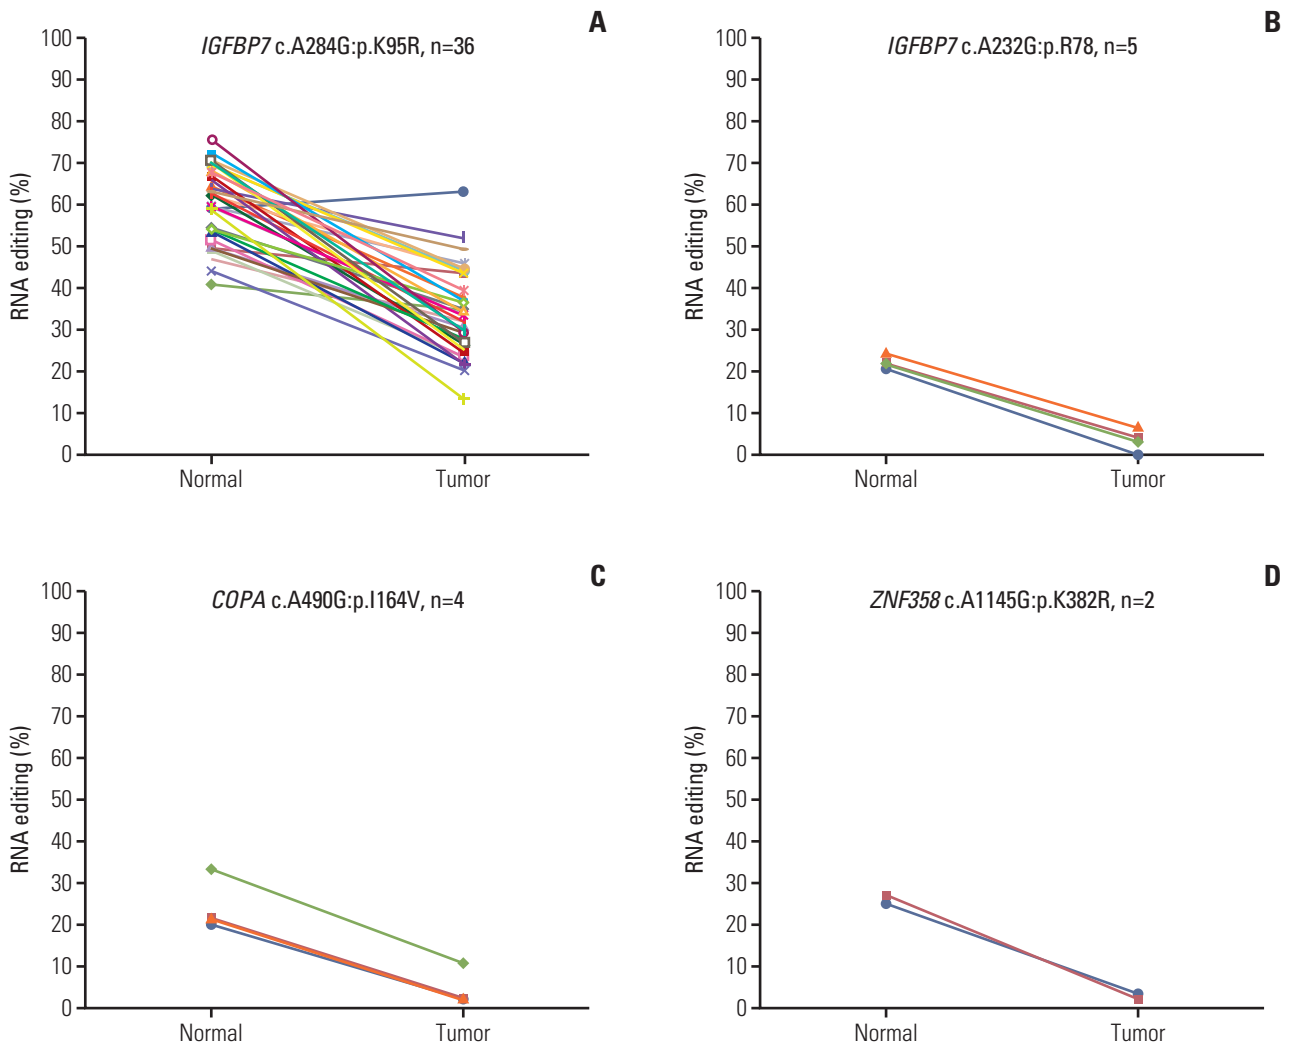 A
IGFBP7 c.A284G:p.K95R, n=36
RNA editing (%)
100
90
80
70
60
50
40
30
20
10
0
Normal Tumor
B
IGFBP7 c.A232G:p.R78, n=5
RNA editing (%)
100
90
80
70
60
50
40
30
20
10
0
Normal Tumor
C
COPA c.A490G:p.I164V, n=4
RNA editing (%)
100
90
80
70
60
50
40
30
20
10
0
Normal Tumor
D
ZNF358 c.A1145G:p.K382R, n=2
RNA editing (%)
100
90
80
70
60
50
40
30
20
10
0
Normal Tumor